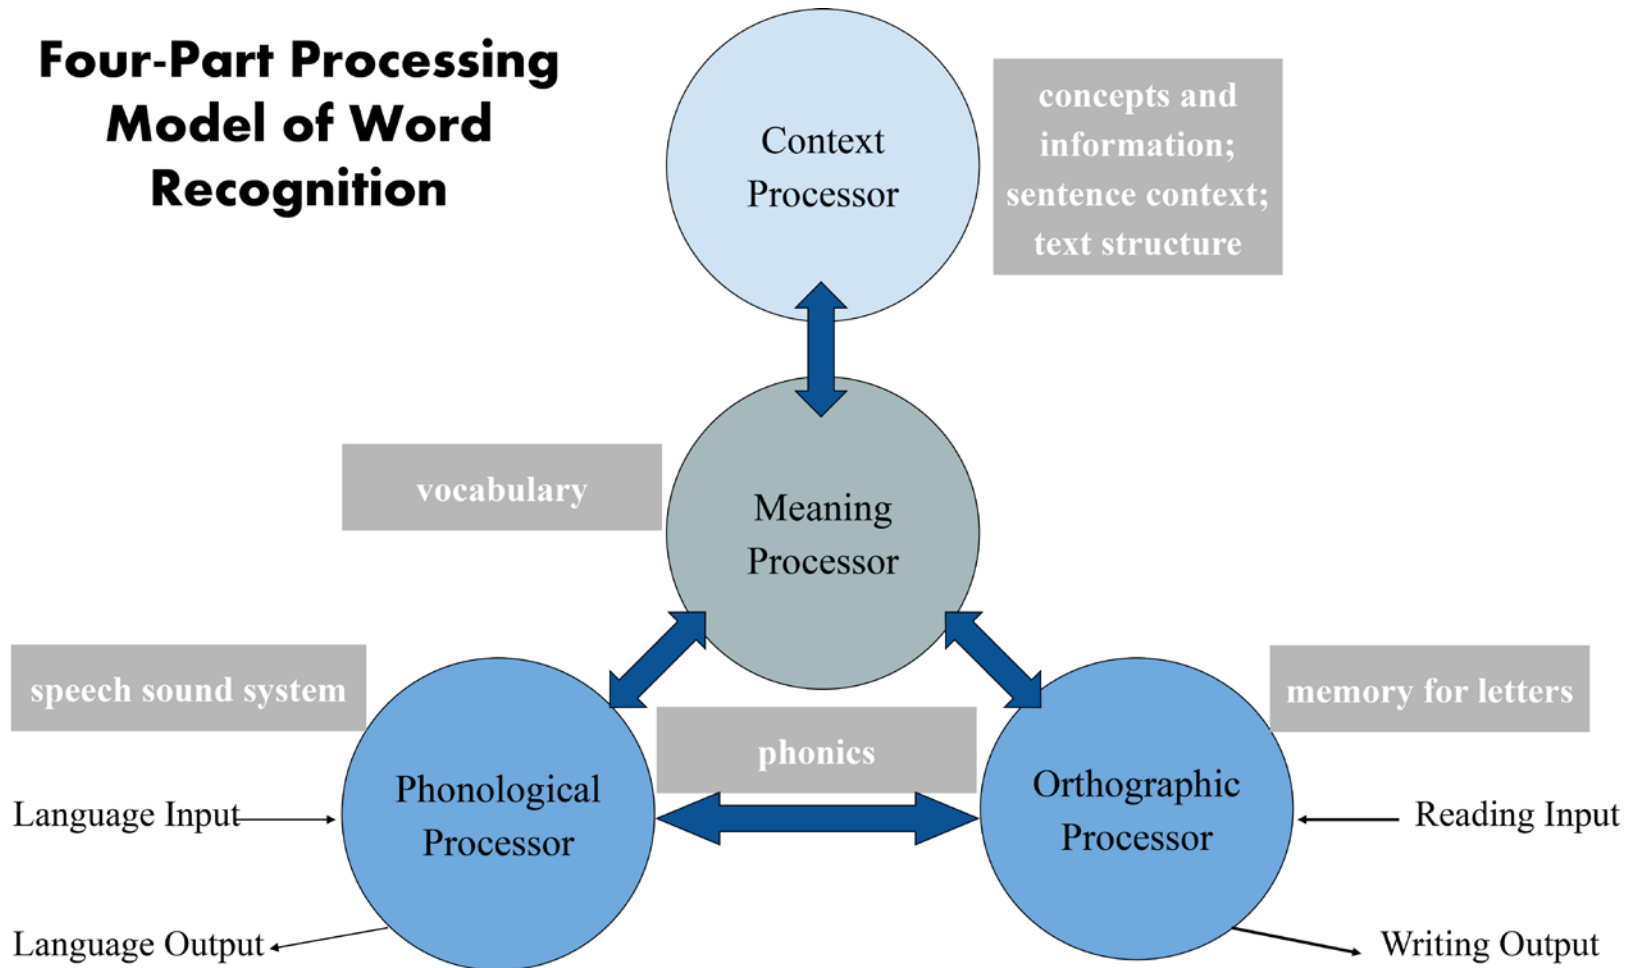 Four-Part Processing
Model of Word
Recognition
Context
Processor
concepts and
information;
sentence context;
text structure
vocabulary
Meaning
Processor
speech sound system
memory for letters
phonics
Phonological
Processor
Orthographic
Processor
Language Input
Reading Input
Language Output
Writing Output